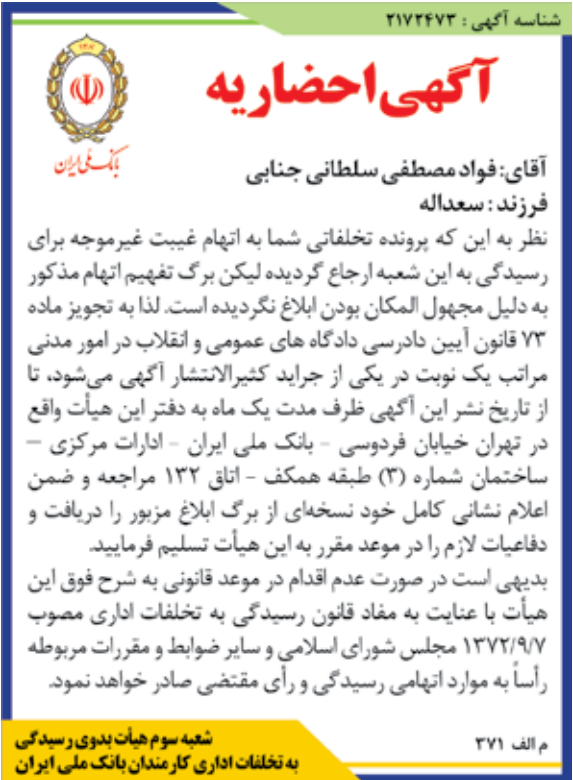 شناسه آگهی : ۲۱۷۲۴۷۳
آگهی احضاریه
بانک ملی ایران
آقای: فواد مصطفی سلطانی جنابی
فرزند : سعداله
نظر به این که پرونده تخلفاتی شما به اتهام غیبت غیرموجه برای
رسیدگی به این شعبه ارجاع گردیده لیکن برگ تفهیم اتهام مذکور
به دلیل مجهول المکان بودن ابلاغ نگردیده است. لذا به تجویز ماده
۷۳ قانون آیین دادرسی دادگاه های عمومی و انقلاب در امور مدنی
مراتب یک نوبت در یکی از جراید کثیرالانتشار آگهی می‌شود، تا
از تاریخ نشر این آگهی ظرف مدت یک ماه به دفتر این هیأت واقع
در تهران خیابان فردوسی - بانک ملی ایران - ادارات مرکزی –
ساختمان شماره (۳) طبقه همکف - اتاق ۱۳۲ مراجعه و ضمن
اعلام نشانی کامل خود نسخه‌ای از برگ ابلاغ مزبور را دریافت و
دفاعیات لازم را در موعد مقرر به این هیأت تسلیم فرمایید.
بدیهی است در صورت عدم اقدام در موعد قانونی به شرح فوق این
هیأت با عنایت به مفاد قانون رسیدگی به تخلفات اداری مصوب
۱۳۷۲/۹/۷ مجلس شورای اسلامی و سایر ضوابط و مقررات مربوطه
رأساً به موارد اتهامی رسیدگی و رأی مقتضی صادر خواهد نمود.
م الف ۳۷۱
شعبه سوم هیأت بدوی رسیدگی
به تخلفات اداری کارمندان بانک ملی ایران